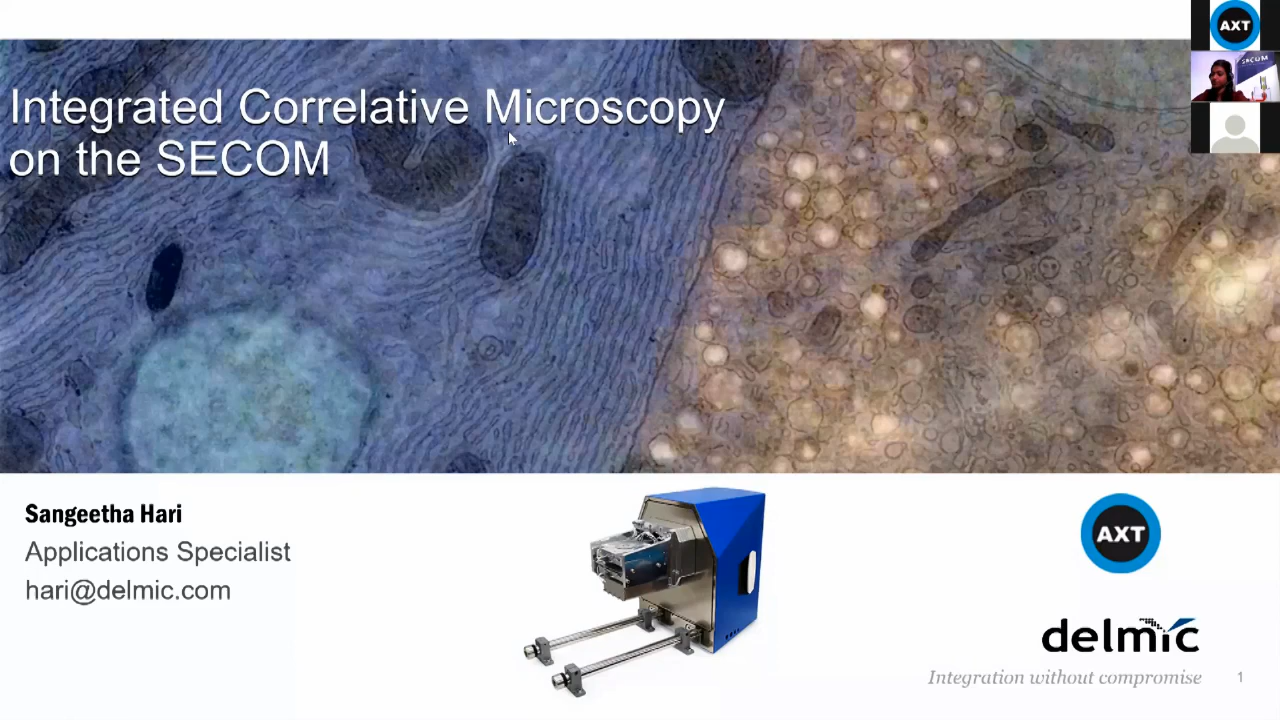 Integrated Correlative Microscopy
on the SECOM
AXT
SECOM
Sangeetha Hari
Applications Specialist
hari@delmic.com
AXT
delmic
Integration without compromise
1